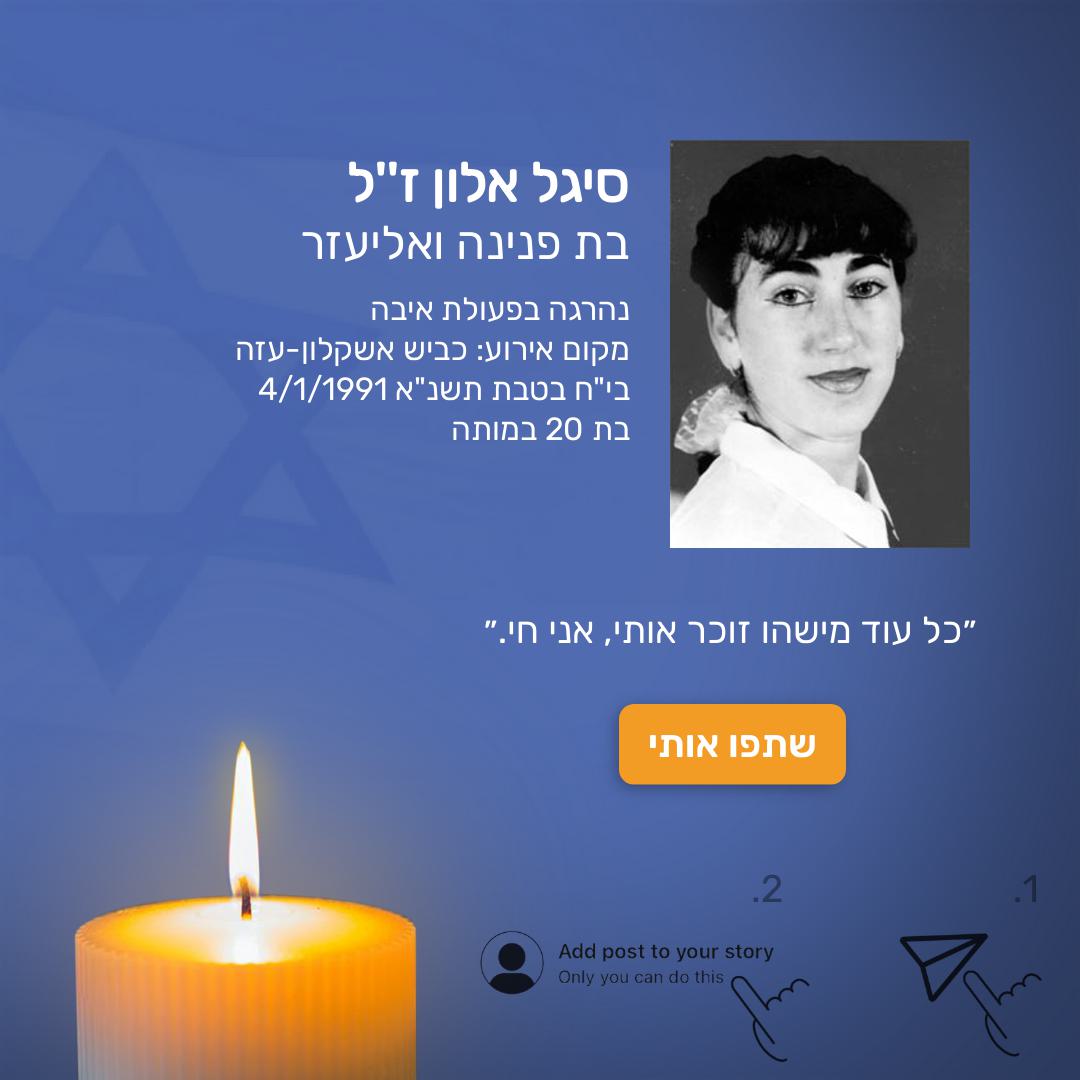 סיגל אלון ז"ל
בת פנינה ואליעזר
נהרגה בפעולת איבה
מקום אירוע: כביש אשקלון-עזה
בי"ח בטבת תשנ"א 4/1/1991
בת 20 במותה
״כל עוד מישהו זוכר אותי, אני חי.״
שתפו אותי
1.
2.
Add post to your story
Only you can do this